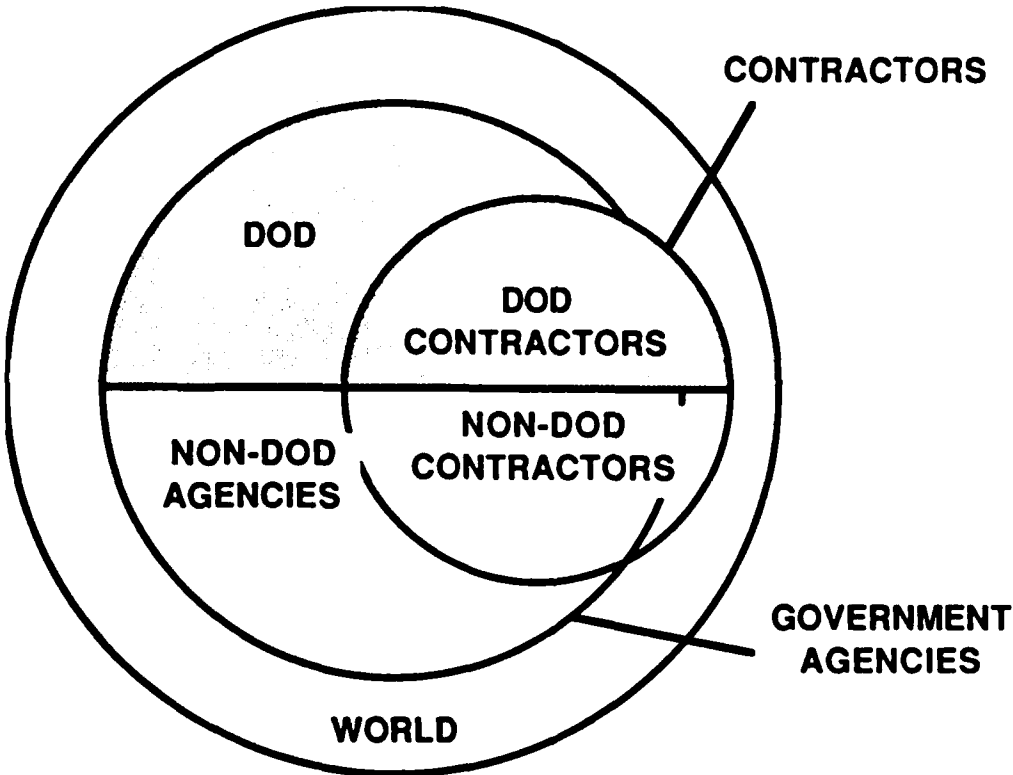 CONTRACTORS
DOD
DOD
CONTRACTORS
NON-DOD
CONTRACTORS
NON-DOD
AGENCIES
GOVERNMENT
AGENCIES
WORLD